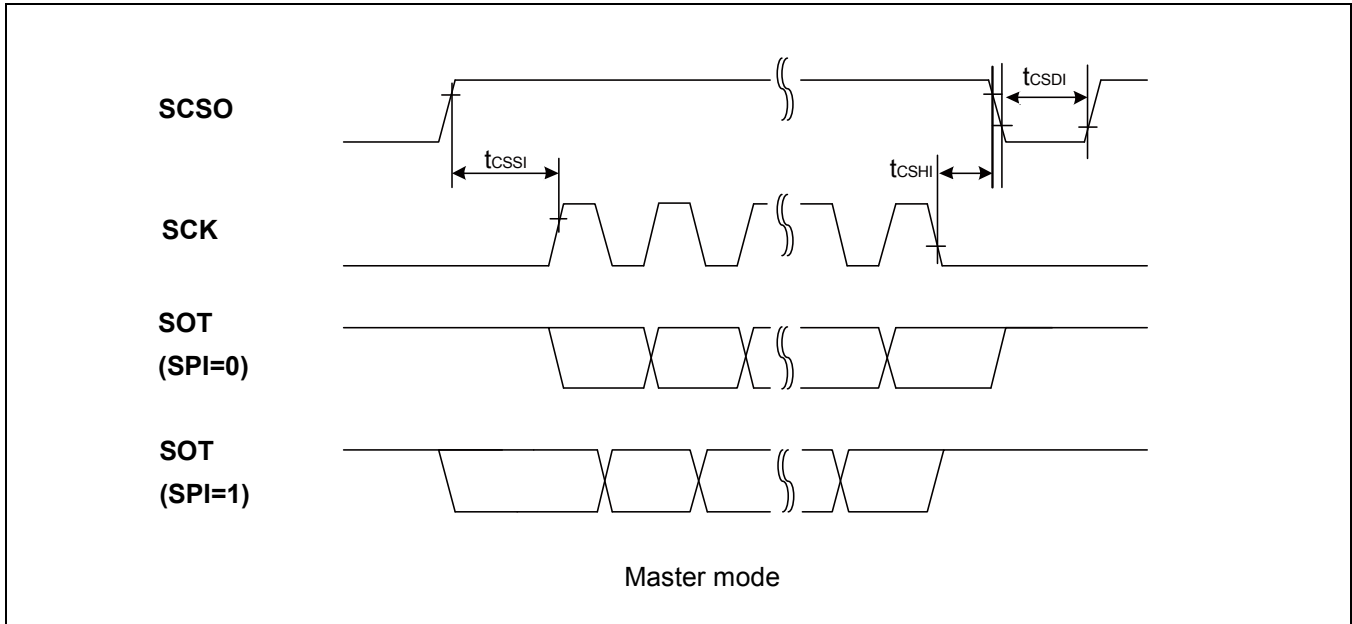 SCSO
tCSDI
tCSSI
tCSHI
SCK
SOT
(SPI=0)
SOT
(SPI=1)
Master mode